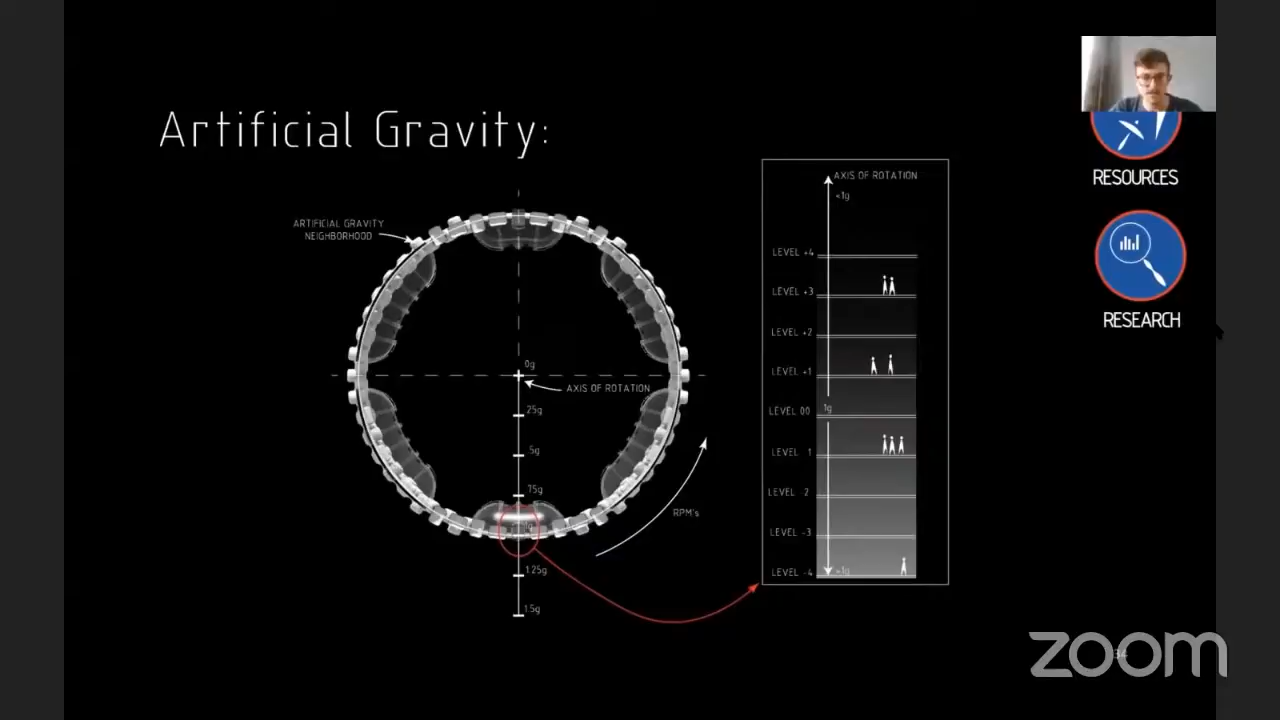 Artificial Gravity:
ARTIFICIAL GRAVITY
NEIGHBORHOOD
0g
AXIS OF ROTATION
.25g
.5g
.75g
1.25g
1.5g
RPM's
AXIS OF ROTATION
<1g
LEVEL +4
LEVEL +3
LEVEL +2
LEVEL +1
LEVEL 00
1g
LEVEL -1
LEVEL -2
LEVEL -3
LEVEL -4
>1g
RESOURCES
RESEARCH
34
zoom